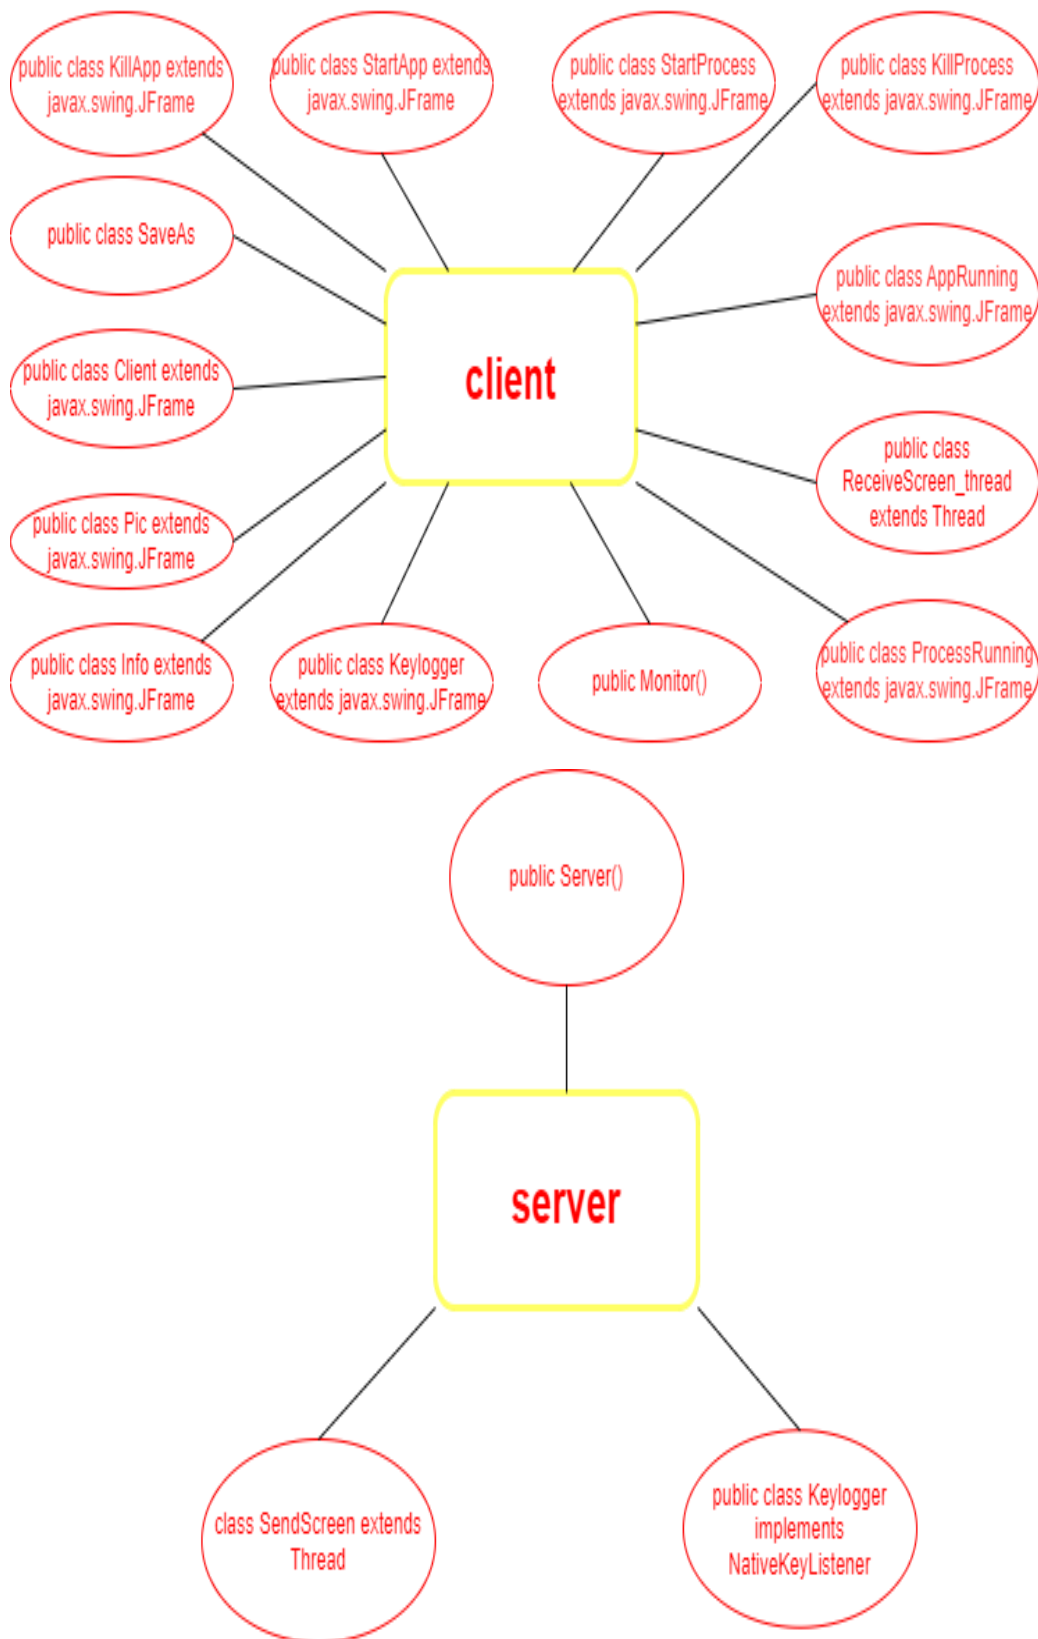 public class KillApp extends
javax.swing.JFrame
public class StartApp extends
javax.swing.JFrame
public class StartProcess
extends javax.swing.JFrame
public class KillProcess
extends javax.swing.JFrame
public class SaveAs
public class AppRunning
extends javax.swing.JFrame
client
public class Client extends
javax.swing.JFrame
public class
ReceiveScreen_thread
extends Thread
public class Pic extends
javax.swing.JFrame
public class Info extends
javax.swing.JFrame
public class Keylogger
extends javax.swing.JFrame
public Monitor()
public class ProcessRunning
extends javax.swing.JFrame
public Server()
server
class SendScreen extends
Thread
public class Keylogger
implements
NativeKeyListener